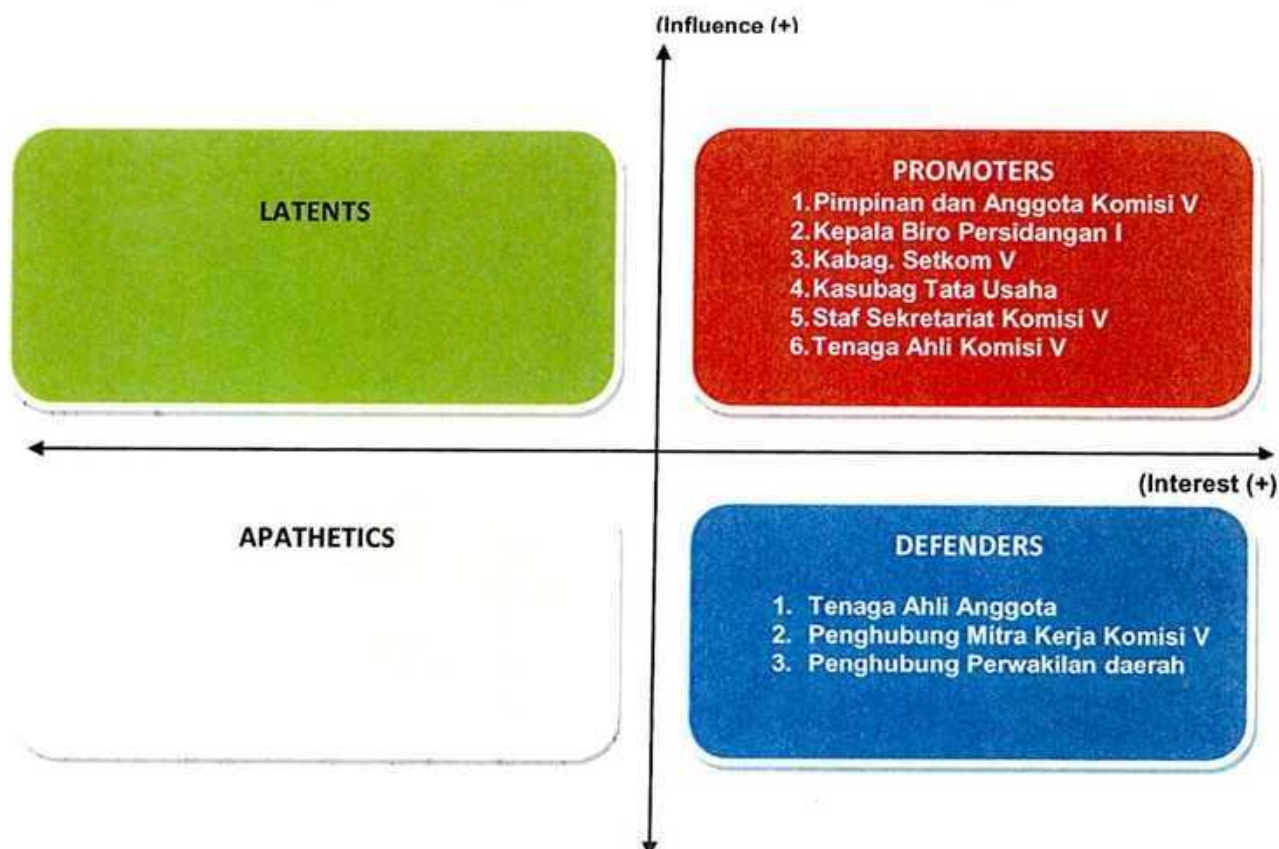 (Influence (+)
LATENTS
PROMOTERS
1.Pimpinan dan Anggota Komisi V
2.Kepala Biro Persidangan I
3.Kabag. Setkom V
4.Kasubag Tata Usaha
5.Staf Sekretariat Komisi V
6.Tenaga Ahli Komisi V
(Interest (+)
APATHETICS
DEFENDERS
1. Tenaga Ahli Anggota
2. Penghubung Mitra Kerja Komisi V
3. Penghubung Perwakilan daerah